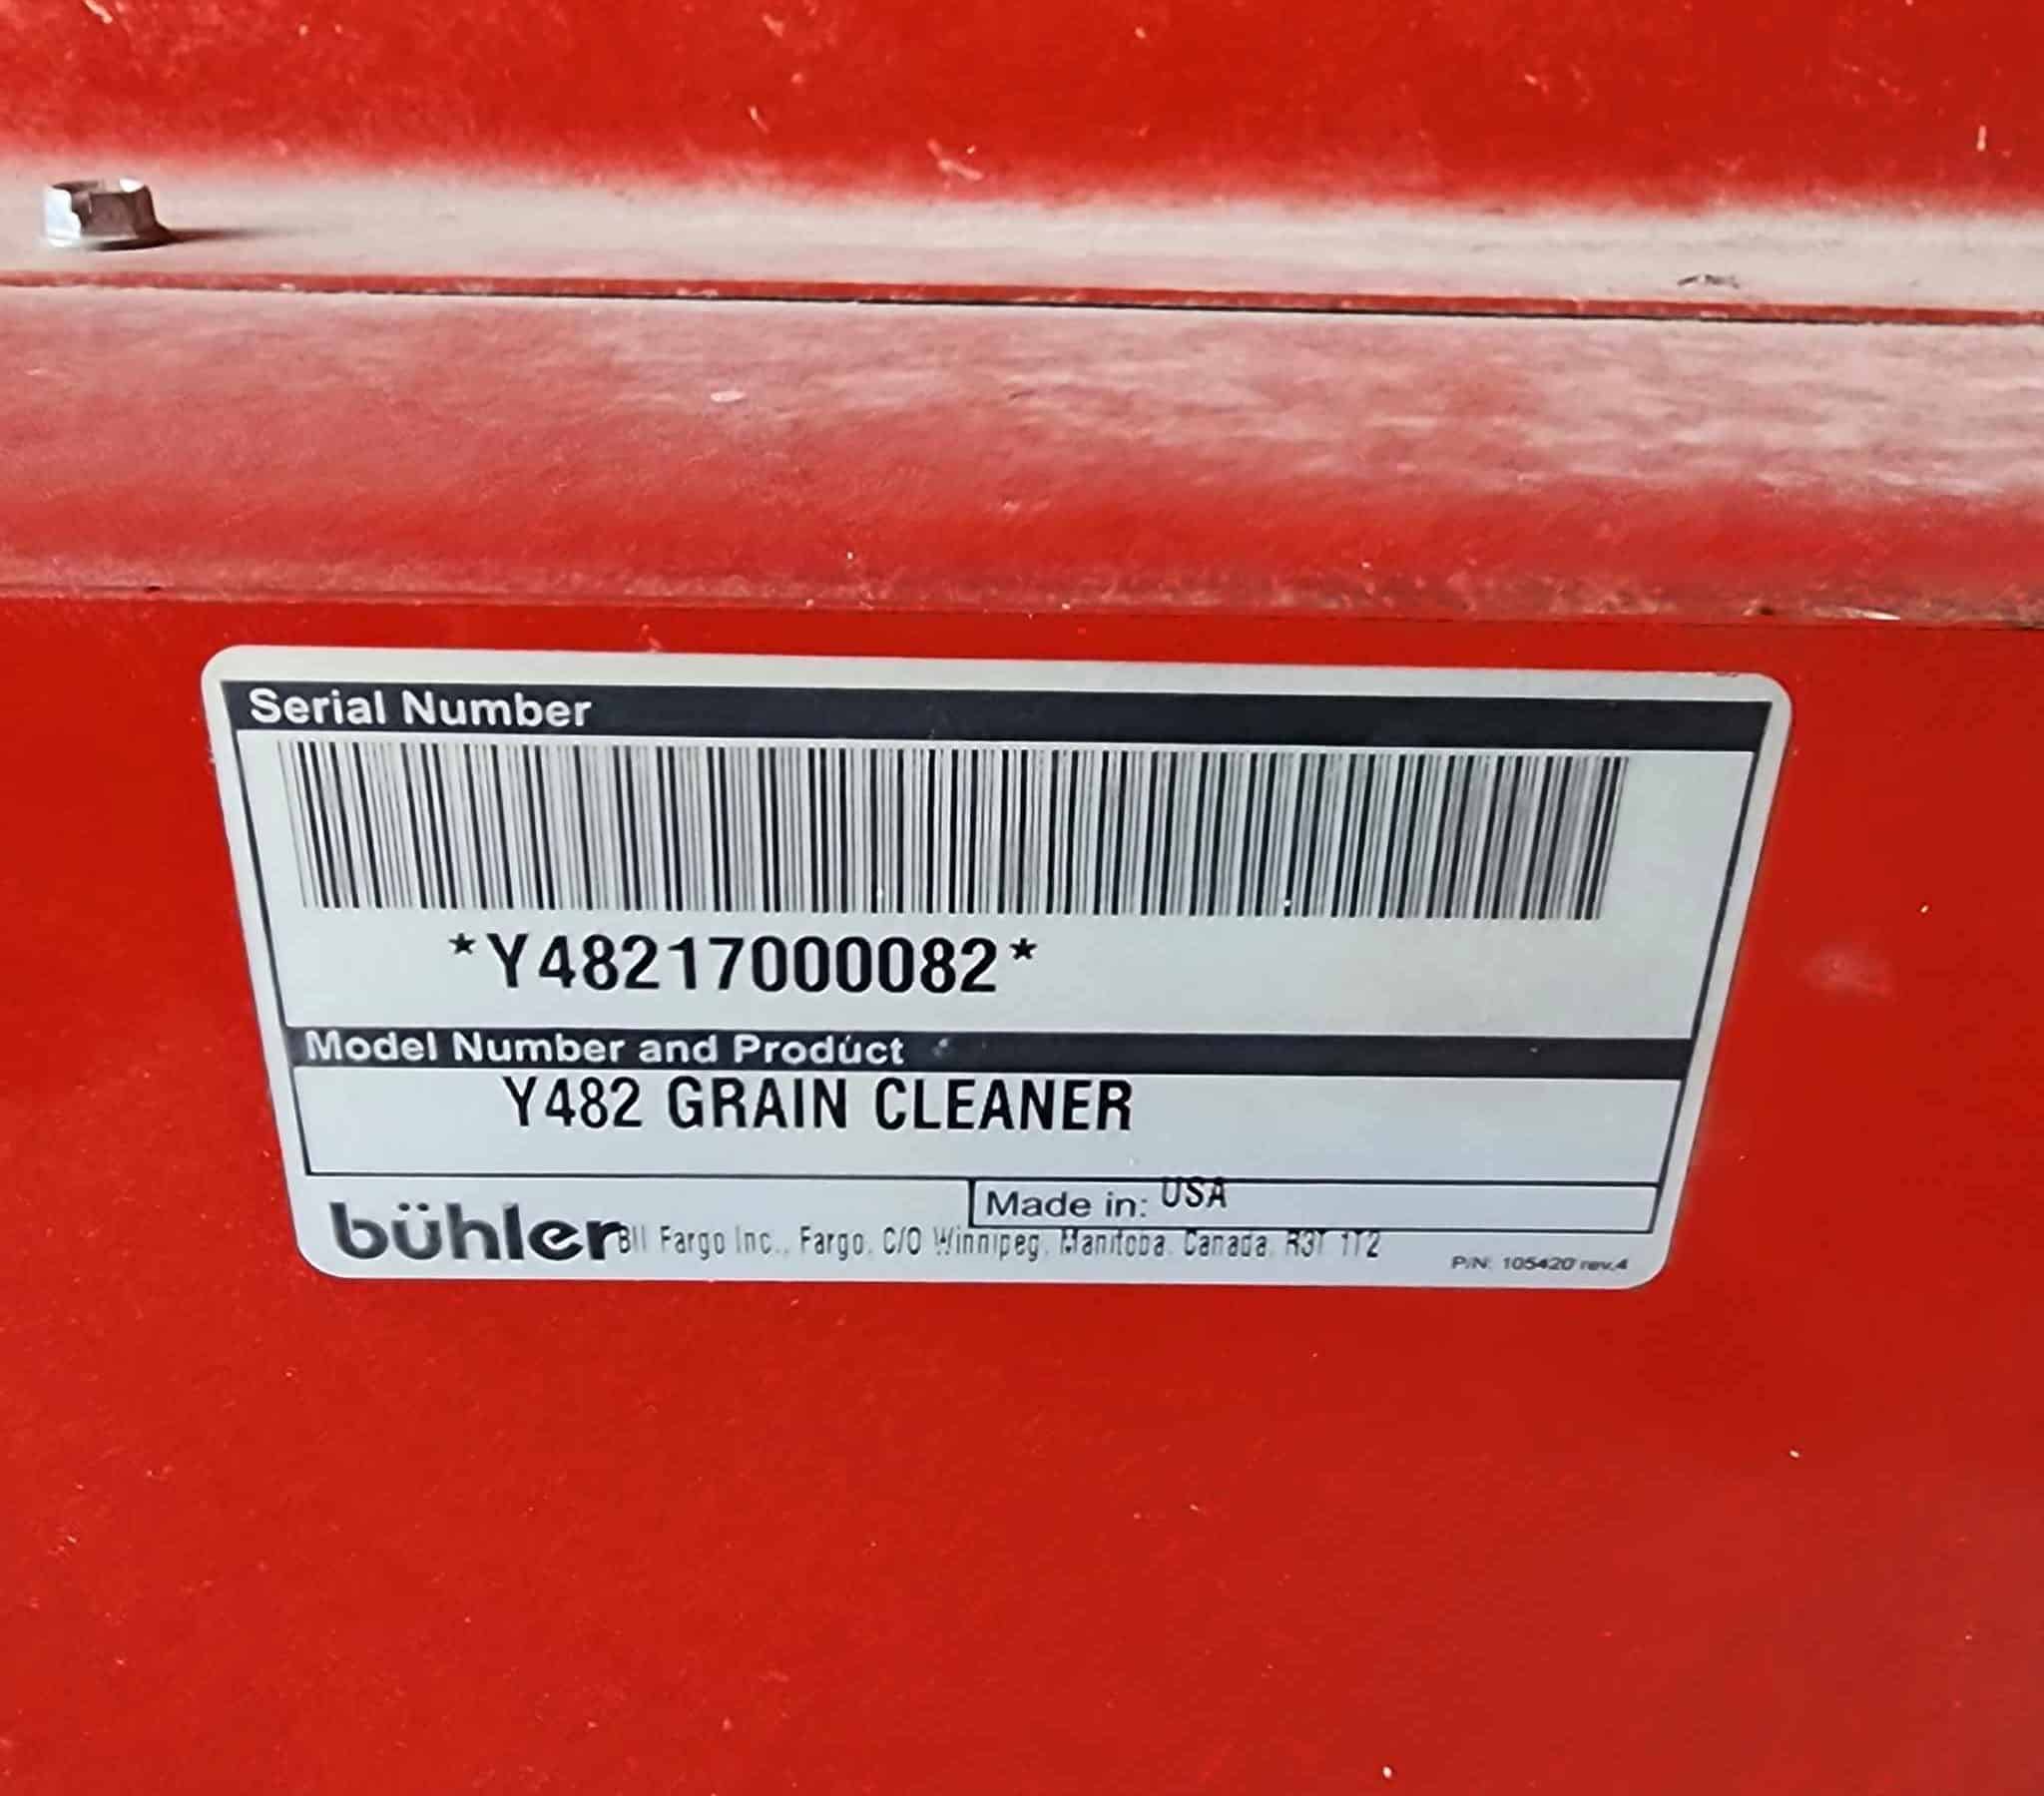 Serial Number
*Y48217000082*
Model Number and Product
Y482 GRAIN CLEANER
Made in: USA
bühler BII Fargo Inc., Fargo, C/O Winnipeg, Manitoba, Canada, R3T 1T2
P/N: 105420 rev.4